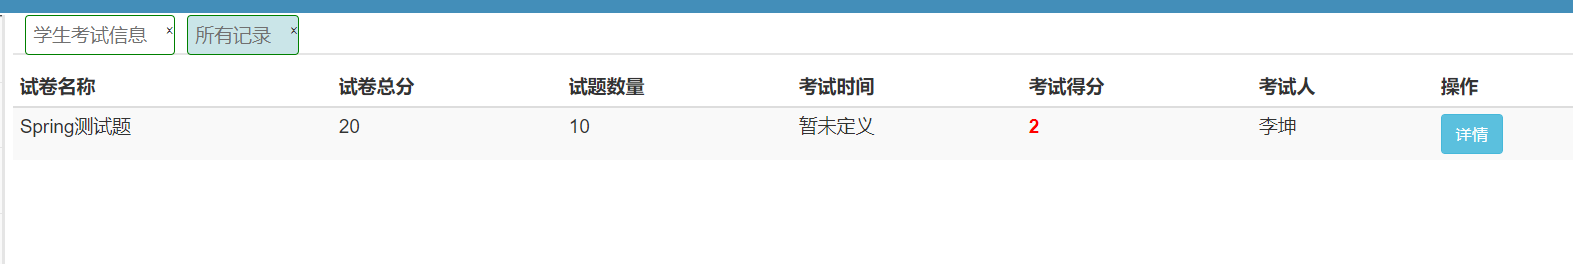 学生考试信息 x 所有记录 x
试卷名称 试卷总分 试题数量 考试时间 考试得分 考试人 操作
Spring测试题 20 10 暂未定义 2 李坤 详情